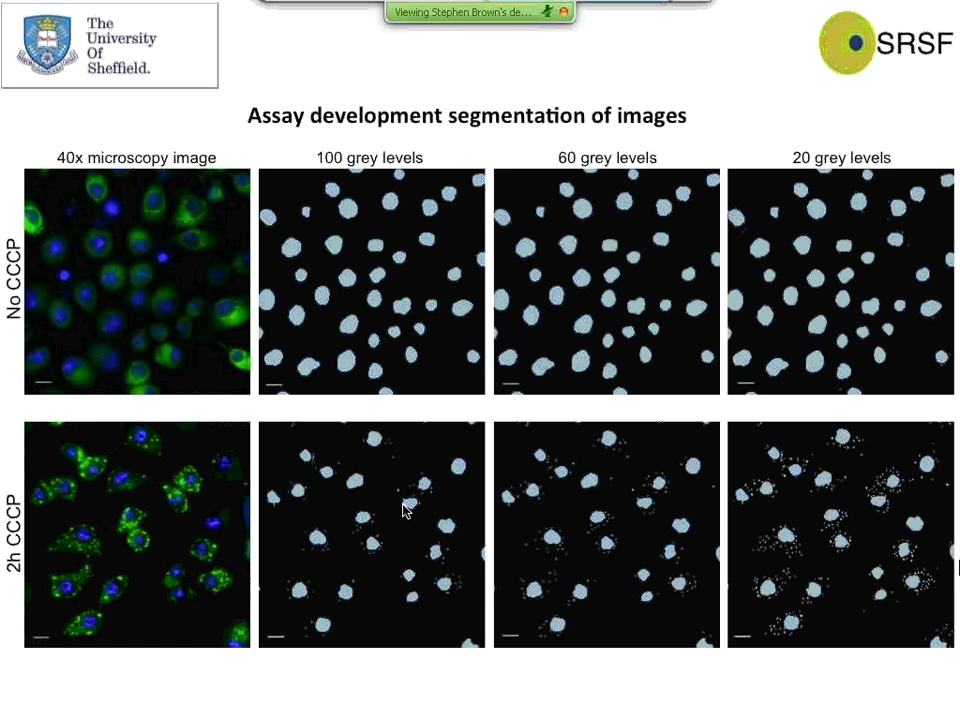 Viewing Stephen Brown's de...
The
University
Of
Sheffield.
SRSF
Assay development segmentation of images
40x microscopy image
100 grey levels
60 grey levels
20 grey levels
No CCCP
2h CCCP